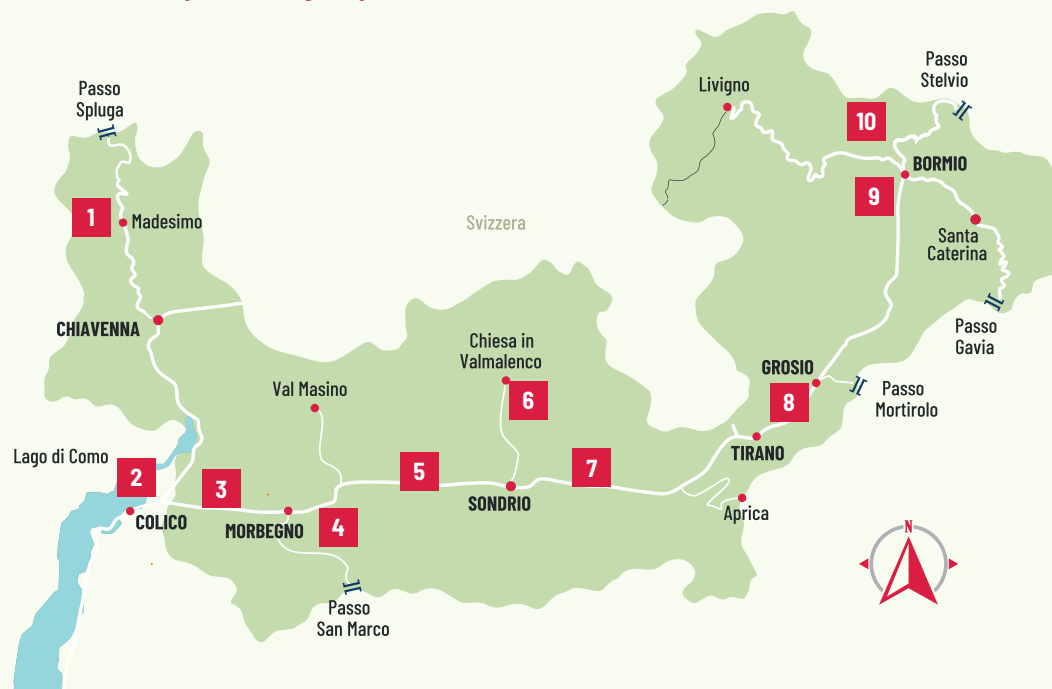 Passo
Stelvio
Livigno
Passo
Spluga
10
BORMIO
9
1
Madesimo
Svizzera
Santa
Caterina
CHIAVENNA
Passo
Gavia
Chiesa in
Valmalenco
GROSIO
Val Masino
6
8
Passo
Mortirolo
Lago di Como
2
3
5
7
TIRANO
SONDRIO
COLICO
MORBEGNO
4
Aprica
N
Passo
San Marco